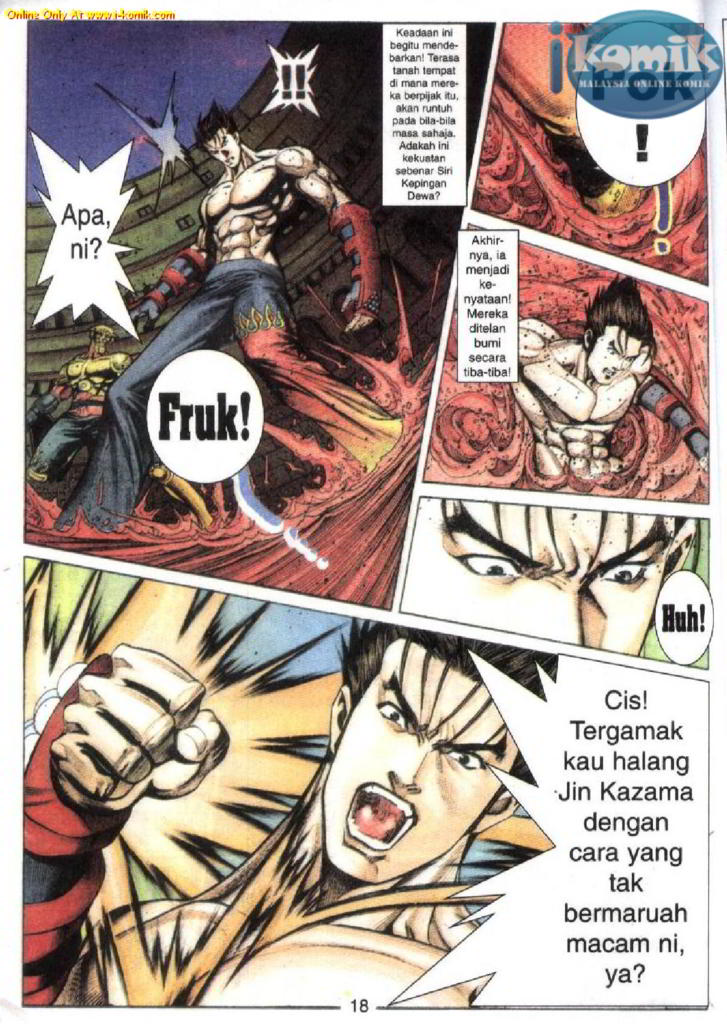 Online Only At www.i-komik.com
i
komik
MALAYSIA ONLINE KOMIK
Rok
!!
Keadaan ini
begitu mende-
barkan! Terasa
tanah tempat
di mana mere-
ka berpijak itu,
akan runtuh
pada bila-bila
masa sahaja.
Adakah ini
kekuatan
sebenar Siri
Kepingan
Dewa?
Apa,
ni?
Fruk!
!
Akhir-
nya, ia
menjadi
ke-
nyataan!
Mereka
ditelan
bumi
secara
tiba-tiba!
Huh!
Cis!
Tergamak
kau halang
Jin Kazama
dengan
cara yang
tak
bermaruah
macam ni,
ya?
18